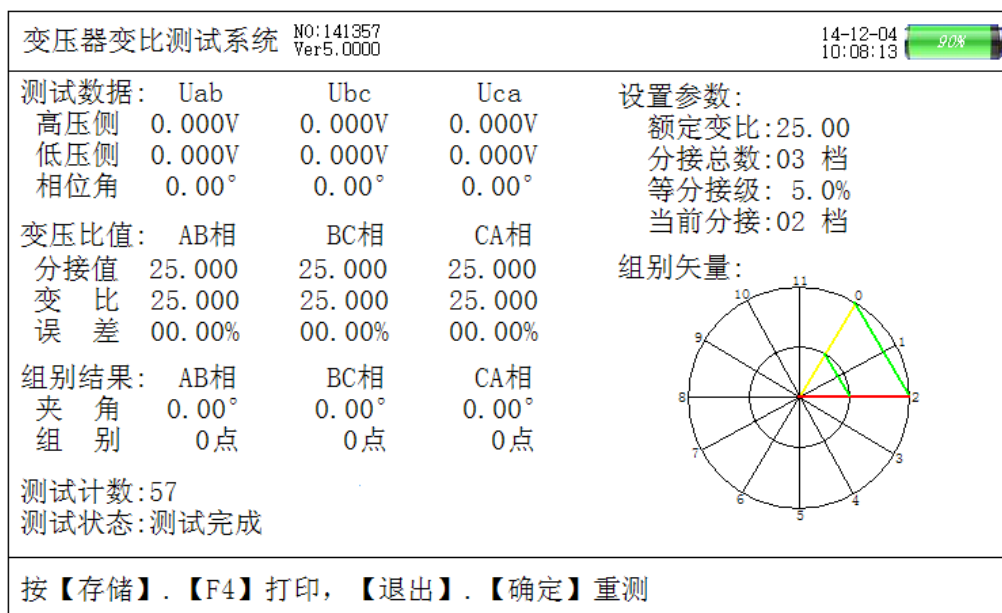 变压器变比测试系统 NO:141357 Ver5.0000
14-12-04
10:08:13
90%
测试数据: Uab Ubc Uca
高压侧 0.000V 0.000V 0.000V
低压侧 0.000V 0.000V 0.000V
相位角 0.00° 0.00° 0.00°
变压比值: AB相 BC相 CA相
分接值 25.000 25.000 25.000
变 比 25.000 25.000 25.000
误 差 00.00% 00.00% 00.00%
组别结果: AB相 BC相 CA相
夹 角 0.00° 0.00° 0.00°
组 别 0点 0点 0点
测试计数:57
测试状态:测试完成
设置参数:
额定变比:25.00
分接总数:03 档
等分接级: 5.0%
当前分接:02 档
组别矢量:
11
10 0
9 1
8 2
7 3
6 4
5
按【存储】.【F4】打印，【退出】.【确定】重测